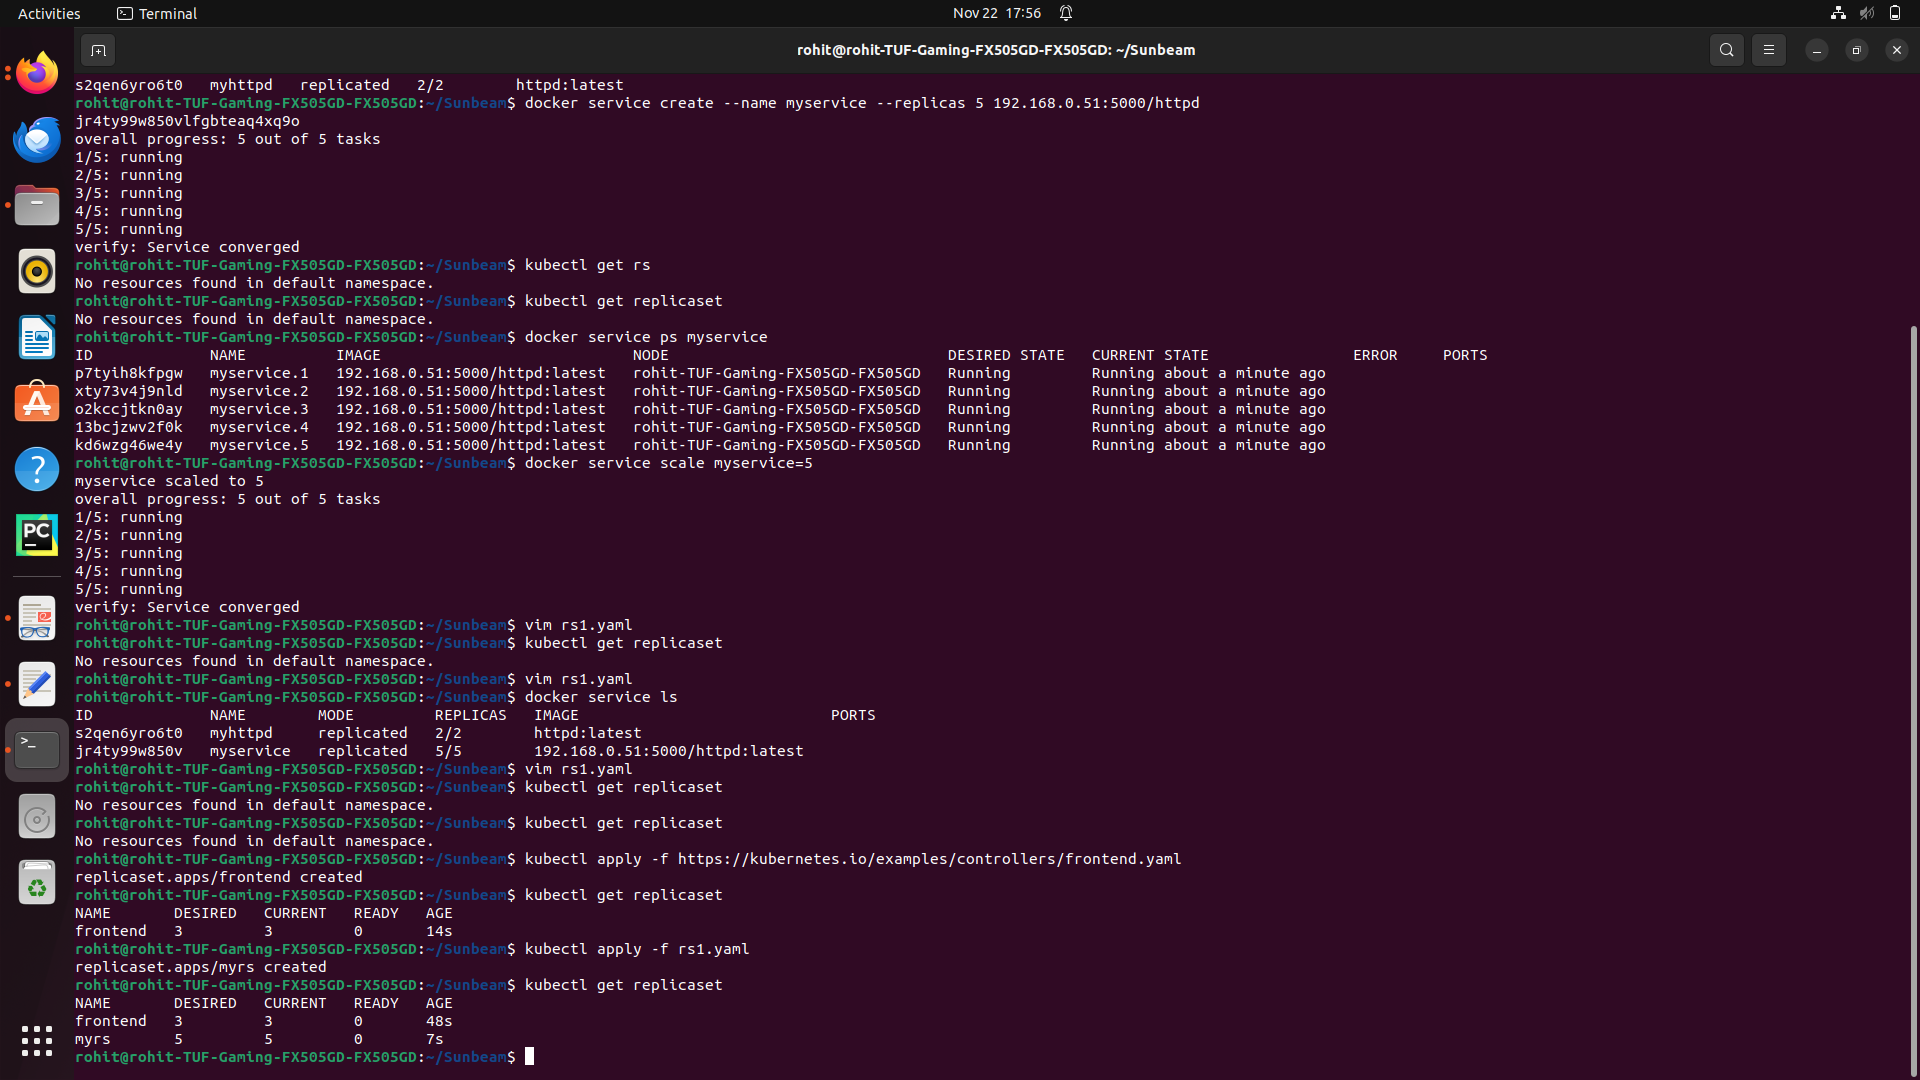 Activities
Terminal
Nov 22 17:56
rohit@rohit-TUF-Gaming-FX505GD-FX505GD: ~/Sunbeam
s2qen6yro6t0   myhttpd   replicated   2/2        httpd:latest
rohit@rohit-TUF-Gaming-FX505GD-FX505GD:~/Sunbeam$ docker service create --name myservice --replicas 5 192.168.0.51:5000/httpd
jr4ty99w850vlfgbteaq4xq9o
overall progress: 5 out of 5 tasks
1/5: running
2/5: running
3/5: running
4/5: running
5/5: running
verify: Service converged
rohit@rohit-TUF-Gaming-FX505GD-FX505GD:~/Sunbeam$ kubectl get rs
No resources found in default namespace.
rohit@rohit-TUF-Gaming-FX505GD-FX505GD:~/Sunbeam$ kubectl get replicaset
No resources found in default namespace.
rohit@rohit-TUF-Gaming-FX505GD-FX505GD:~/Sunbeam$ docker service ps myservice
ID             NAME          IMAGE                            NODE                               DESIRED STATE   CURRENT STATE                ERROR     PORTS
p7tyih8kfpgw   myservice.1   192.168.0.51:5000/httpd:latest   rohit-TUF-Gaming-FX505GD-FX505GD   Running         Running about a minute ago
xty73v4j9nld   myservice.2   192.168.0.51:5000/httpd:latest   rohit-TUF-Gaming-FX505GD-FX505GD   Running         Running about a minute ago
o2kccjtkn0ay   myservice.3   192.168.0.51:5000/httpd:latest   rohit-TUF-Gaming-FX505GD-FX505GD   Running         Running about a minute ago
13bcjzwv2f0k   myservice.4   192.168.0.51:5000/httpd:latest   rohit-TUF-Gaming-FX505GD-FX505GD   Running         Running about a minute ago
kd6wzg46we4y   myservice.5   192.168.0.51:5000/httpd:latest   rohit-TUF-Gaming-FX505GD-FX505GD   Running         Running about a minute ago
rohit@rohit-TUF-Gaming-FX505GD-FX505GD:~/Sunbeam$ docker service scale myservice=5
myservice scaled to 5
overall progress: 5 out of 5 tasks
1/5: running
2/5: running
3/5: running
4/5: running
5/5: running
verify: Service converged
rohit@rohit-TUF-Gaming-FX505GD-FX505GD:~/Sunbeam$ vim rs1.yaml
rohit@rohit-TUF-Gaming-FX505GD-FX505GD:~/Sunbeam$ kubectl get replicaset
No resources found in default namespace.
rohit@rohit-TUF-Gaming-FX505GD-FX505GD:~/Sunbeam$ vim rs1.yaml
rohit@rohit-TUF-Gaming-FX505GD-FX505GD:~/Sunbeam$ docker service ls
ID             NAME        MODE         REPLICAS   IMAGE                            PORTS
s2qen6yro6t0   myhttpd     replicated   2/2        httpd:latest
jr4ty99w850v   myservice   replicated   5/5        192.168.0.51:5000/httpd:latest
rohit@rohit-TUF-Gaming-FX505GD-FX505GD:~/Sunbeam$ vim rs1.yaml
rohit@rohit-TUF-Gaming-FX505GD-FX505GD:~/Sunbeam$ kubectl get replicaset
No resources found in default namespace.
rohit@rohit-TUF-Gaming-FX505GD-FX505GD:~/Sunbeam$ kubectl get replicaset
No resources found in default namespace.
rohit@rohit-TUF-Gaming-FX505GD-FX505GD:~/Sunbeam$ kubectl apply -f https://kubernetes.io/examples/controllers/frontend.yaml
replicaset.apps/frontend created
rohit@rohit-TUF-Gaming-FX505GD-FX505GD:~/Sunbeam$ kubectl get replicaset
NAME       DESIRED   CURRENT   READY   AGE
frontend   3         3         0       14s
rohit@rohit-TUF-Gaming-FX505GD-FX505GD:~/Sunbeam$ kubectl apply -f rs1.yaml
replicaset.apps/myrs created
rohit@rohit-TUF-Gaming-FX505GD-FX505GD:~/Sunbeam$ kubectl get replicaset
NAME       DESIRED   CURRENT   READY   AGE
frontend   3         3         0       48s
myrs       5         5         0       7s
rohit@rohit-TUF-Gaming-FX505GD-FX505GD:~/Sunbeam$
PC